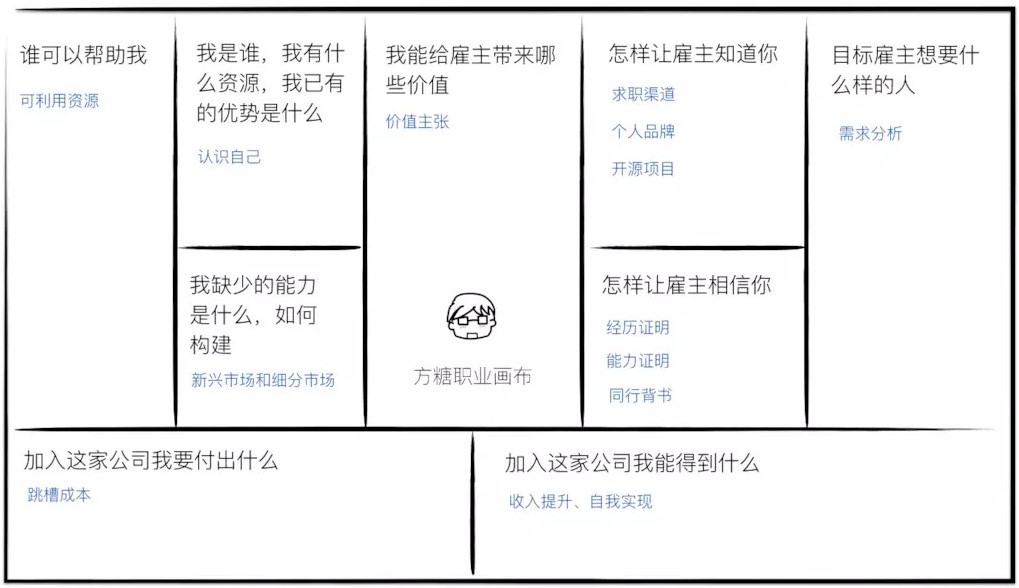 谁可以帮助我
可利用资源
我是谁，我有什
么资源，我已有
的优势是什么
认识自己
我缺少的能力
是什么，如何
构建
新兴市场和细分市场
我能给雇主带来哪
些价值
价值主张
方糖职业画布
怎样让雇主知道你
求职渠道
个人品牌
开源项目
怎样让雇主相信你
经历证明
能力证明
同行背书
目标雇主想要什
么样的人
需求分析
加入这家公司我要付出什么
跳槽成本
加入这家公司我能得到什么
收入提升、自我实现